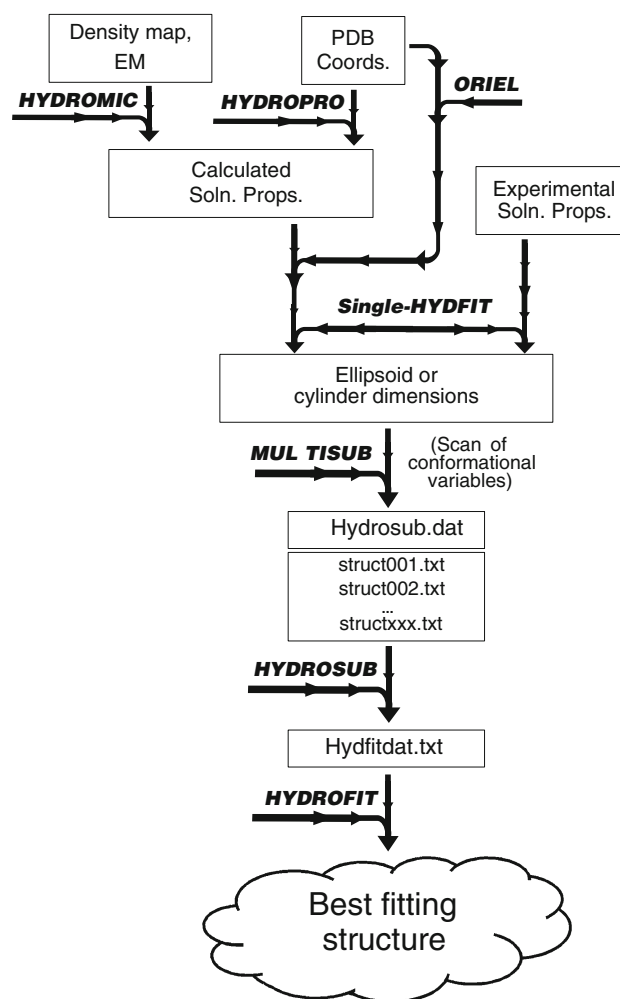 Density map,
EM
PDB
Coords.
HYDROMIC
HYDROPRO
ORIEL
Calculated
Soln. Props.
Experimental
Soln. Props.
Single-HYDFIT
Ellipsoid or
cylinder dimensions
MUL TISUB
(Scan of
conformational
variables)
Hydrosub.dat
struct001.txt
struct002.txt
...
structxxx.txt
HYDROSUB
Hydfitdat.txt
HYDROFIT
Best fitting
structure